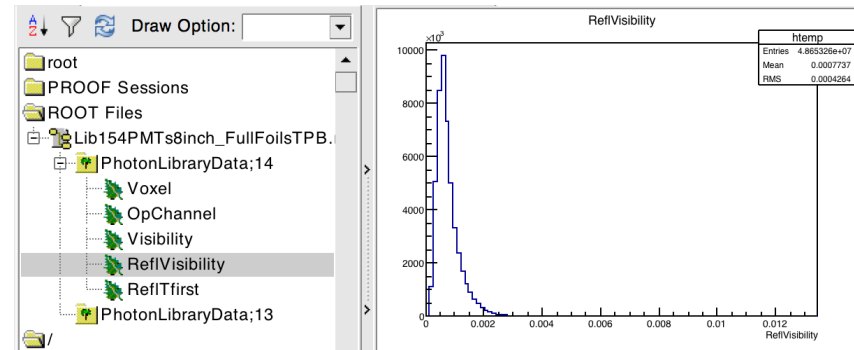 Draw Option:
root
PROOF Sessions
ROOT Files
Lib154PMTs8inch_FullFoilsTPB.
PhotonLibraryData;14
Voxel
OpChannel
Visibility
ReflVisibility
ReflTfirst
PhotonLibraryData;13
/
ReflVisibility
×10³
htemp
Entries 4.865326e+07
Mean 0.0007737
RMS 0.0004264
10000
8000
6000
4000
2000
0
0 0.002 0.004 0.006 0.008 0.01 0.012
ReflVisibility